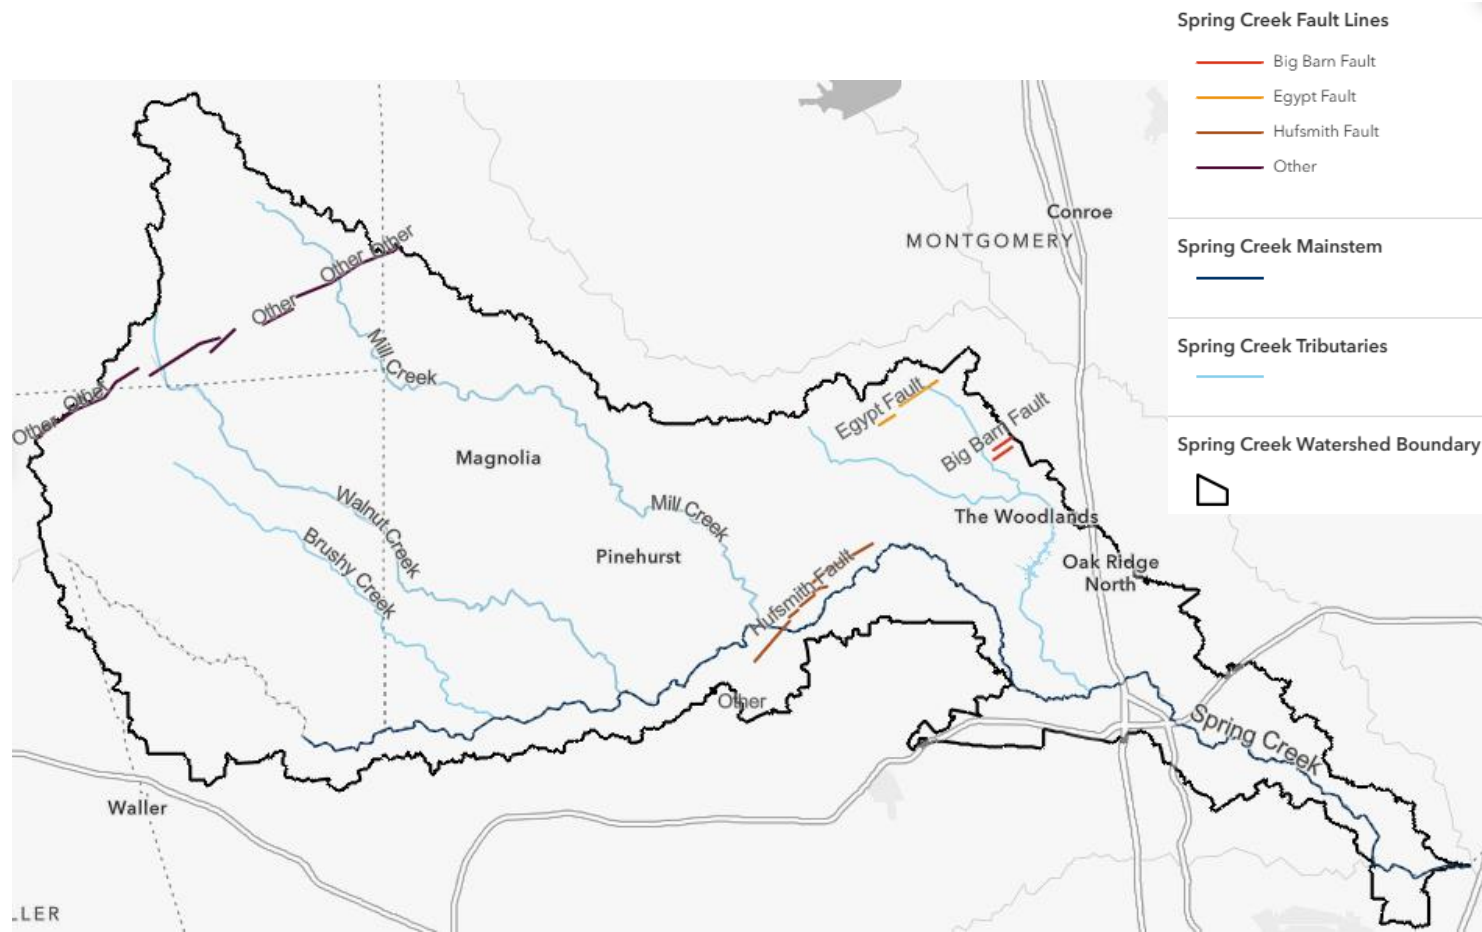 Spring Creek Fault Lines
Big Barn Fault
Egypt Fault
Hufsmith Fault
Other
Spring Creek Mainstem
Spring Creek Tributaries
Spring Creek Watershed Boundary
Conroe
MONTGOMERY
Other
Other
Other
Mill Creek
Other
Other
Egypt Fault
Big Barn Fault
Magnolia
Walnut Creek
Mill Creek
The Woodlands
Brushy Creek
Pinehurst
Hufsmith Fault
Oak Ridge
North
Other
Spring Creek
Waller
LLER